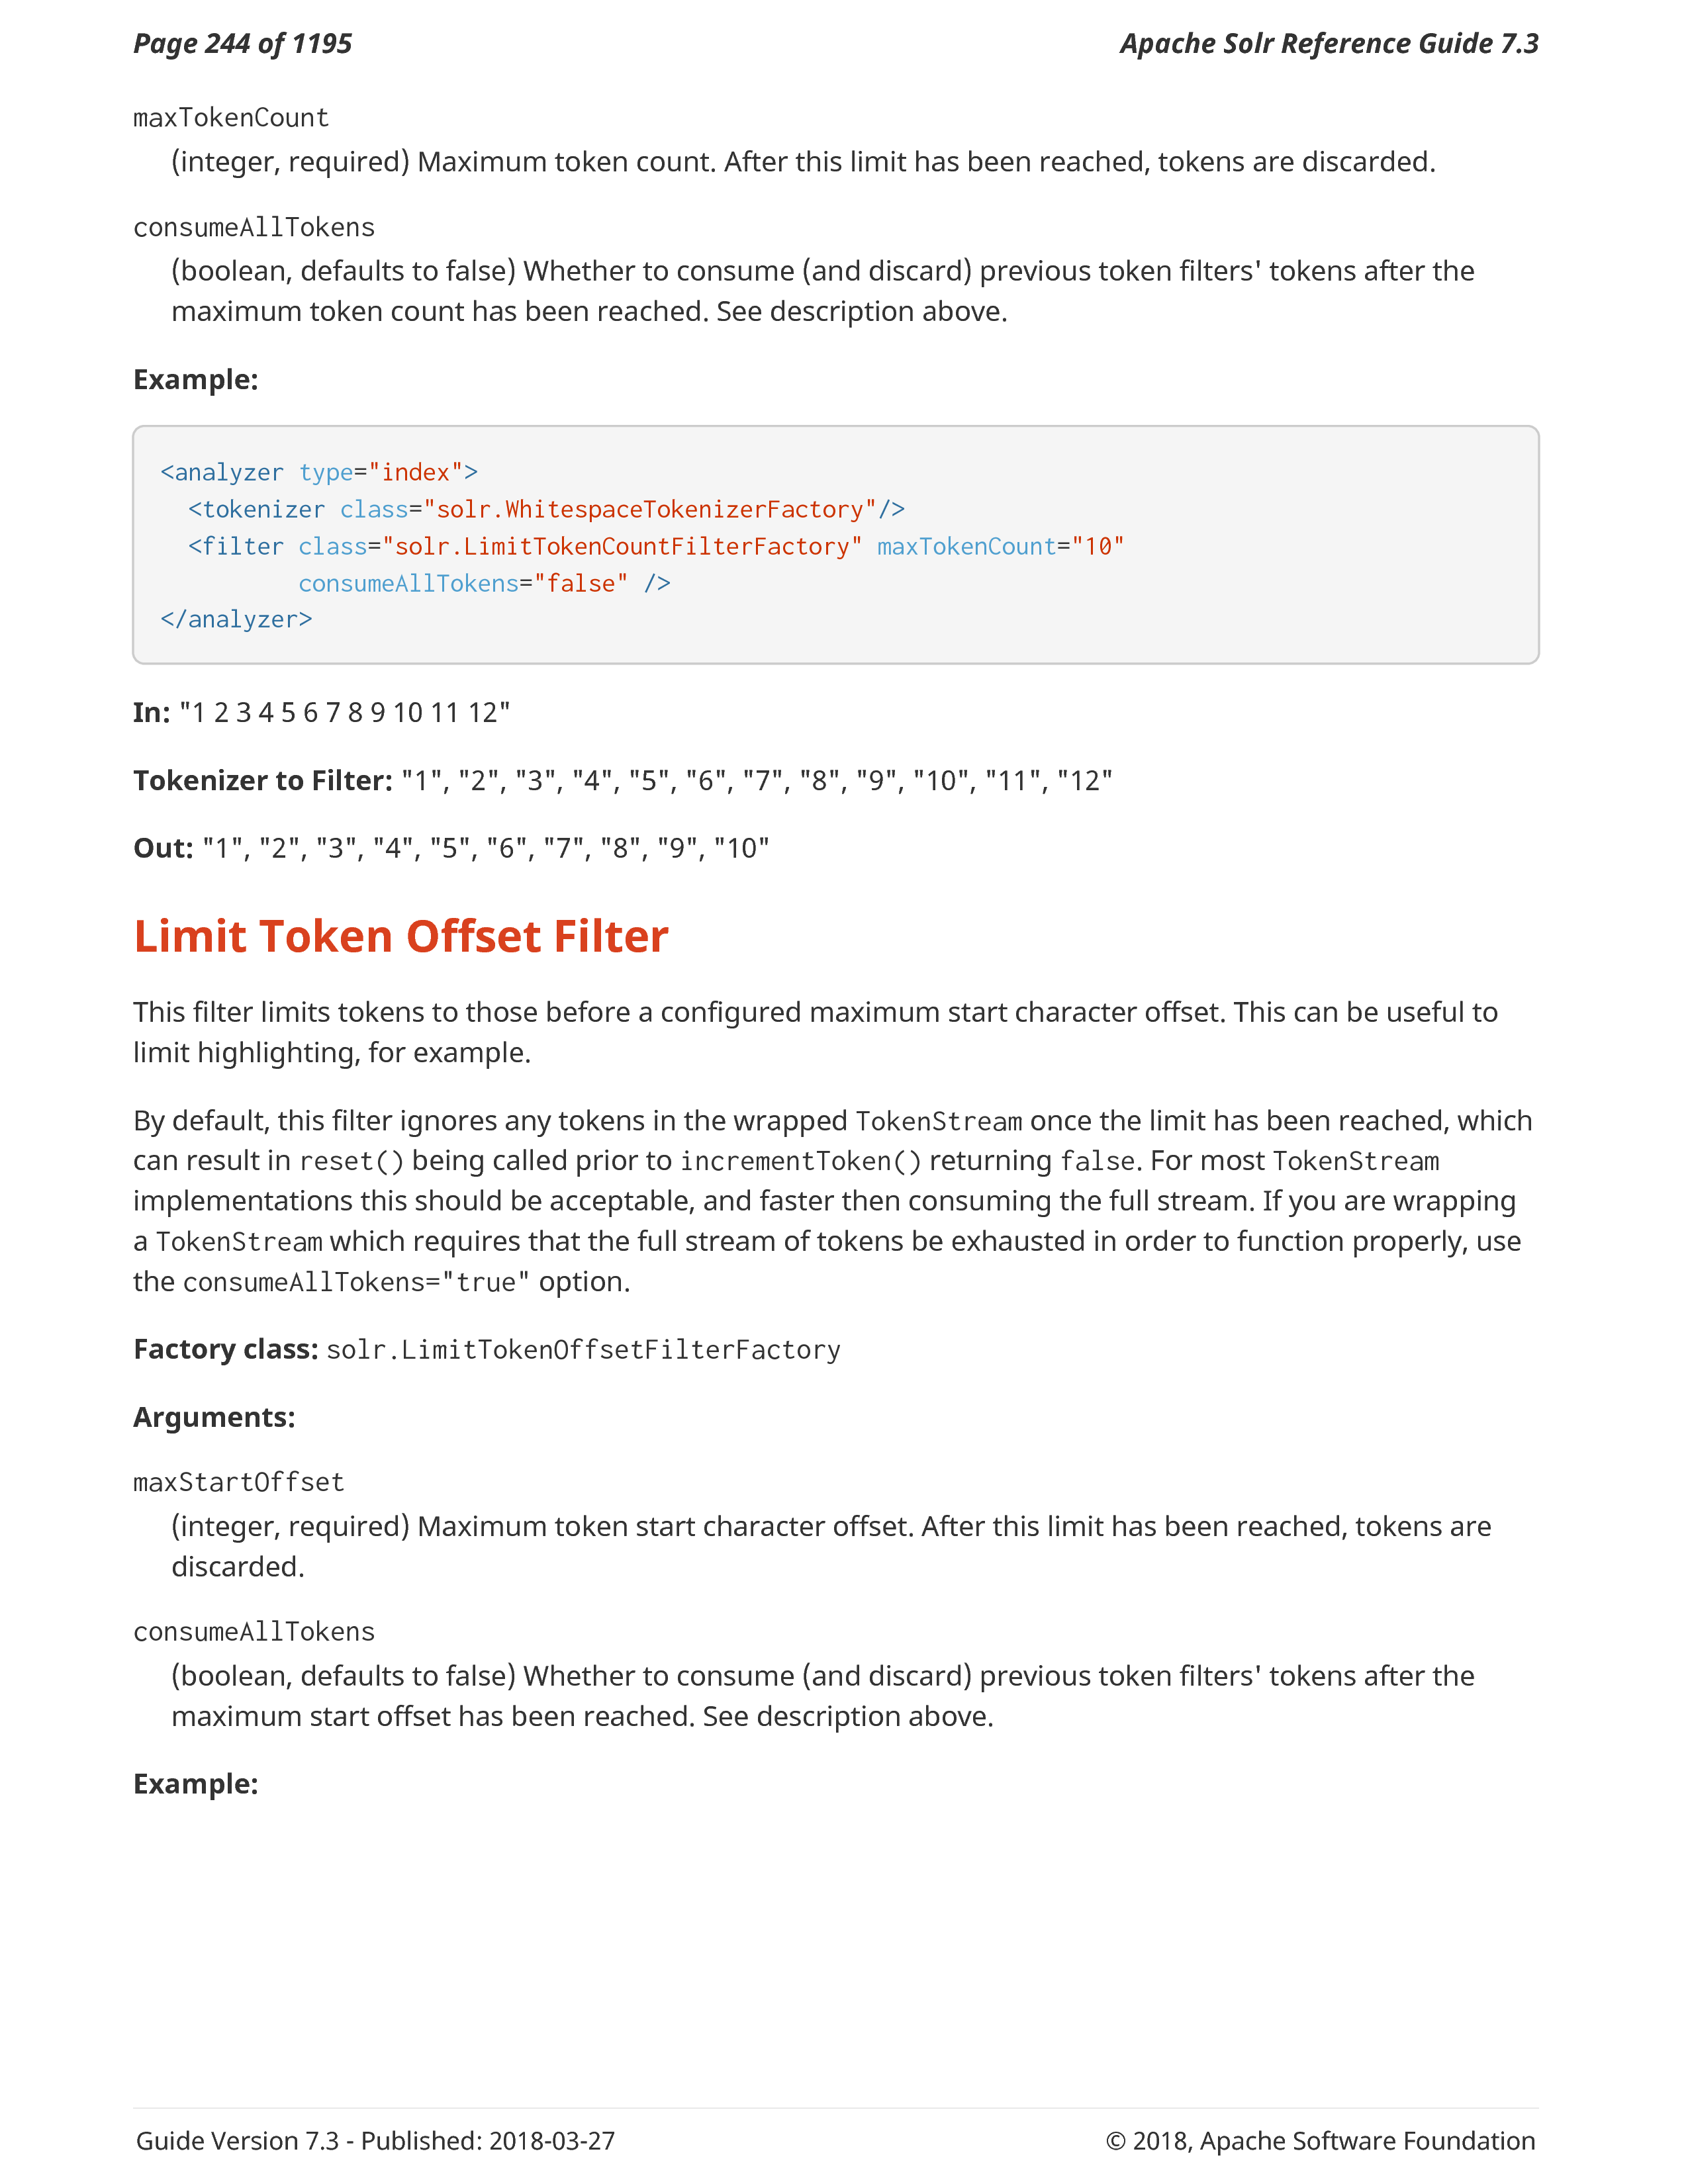 Page 244 of 1195
Apache Solr Reference Guide 7.3
maxTokenCount
(integer, required) Maximum token count. After this limit has been reached, tokens are discarded.
consumeAllTokens
(boolean, defaults to false) Whether to consume (and discard) previous token filters' tokens after the
maximum token count has been reached. See description above.
Example:
<analyzer type="index">
  <tokenizer class="solr.WhitespaceTokenizerFactory"/>
  <filter class="solr.LimitTokenCountFilterFactory" maxTokenCount="10"
          consumeAllTokens="false" />
</analyzer>
In: "1 2 3 4 5 6 7 8 9 10 11 12"
Tokenizer to Filter: "1", "2", "3", "4", "5", "6", "7", "8", "9", "10", "11", "12"
Out: "1", "2", "3", "4", "5", "6", "7", "8", "9", "10"
Limit Token Offset Filter
This filter limits tokens to those before a configured maximum start character offset. This can be useful to
limit highlighting, for example.
By default, this filter ignores any tokens in the wrapped TokenStream once the limit has been reached, which
can result in reset() being called prior to incrementToken() returning false. For most TokenStream
implementations this should be acceptable, and faster then consuming the full stream. If you are wrapping
a TokenStream which requires that the full stream of tokens be exhausted in order to function properly, use
the consumeAllTokens="true" option.
Factory class: solr.LimitTokenOffsetFilterFactory
Arguments:
maxStartOffset
(integer, required) Maximum token start character offset. After this limit has been reached, tokens are
discarded.
consumeAllTokens
(boolean, defaults to false) Whether to consume (and discard) previous token filters' tokens after the
maximum start offset has been reached. See description above.
Example:
Guide Version 7.3 - Published: 2018-03-27
© 2018, Apache Software Foundation